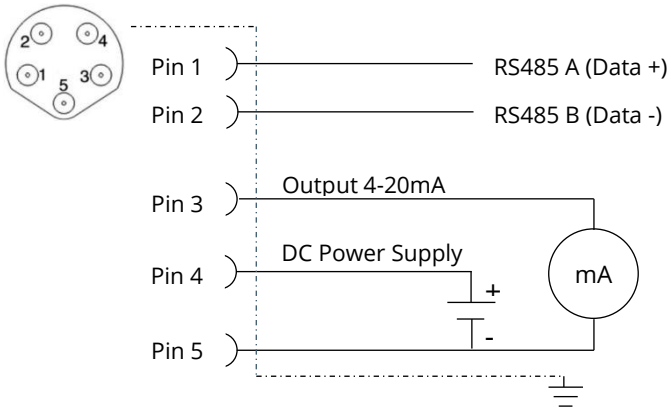 2 4
1 3
5
Pin 1 RS485 A (Data +)
Pin 2 RS485 B (Data -)
Output 4-20mA
Pin 3
DC Power Supply
Pin 4
mA
+
-
Pin 5